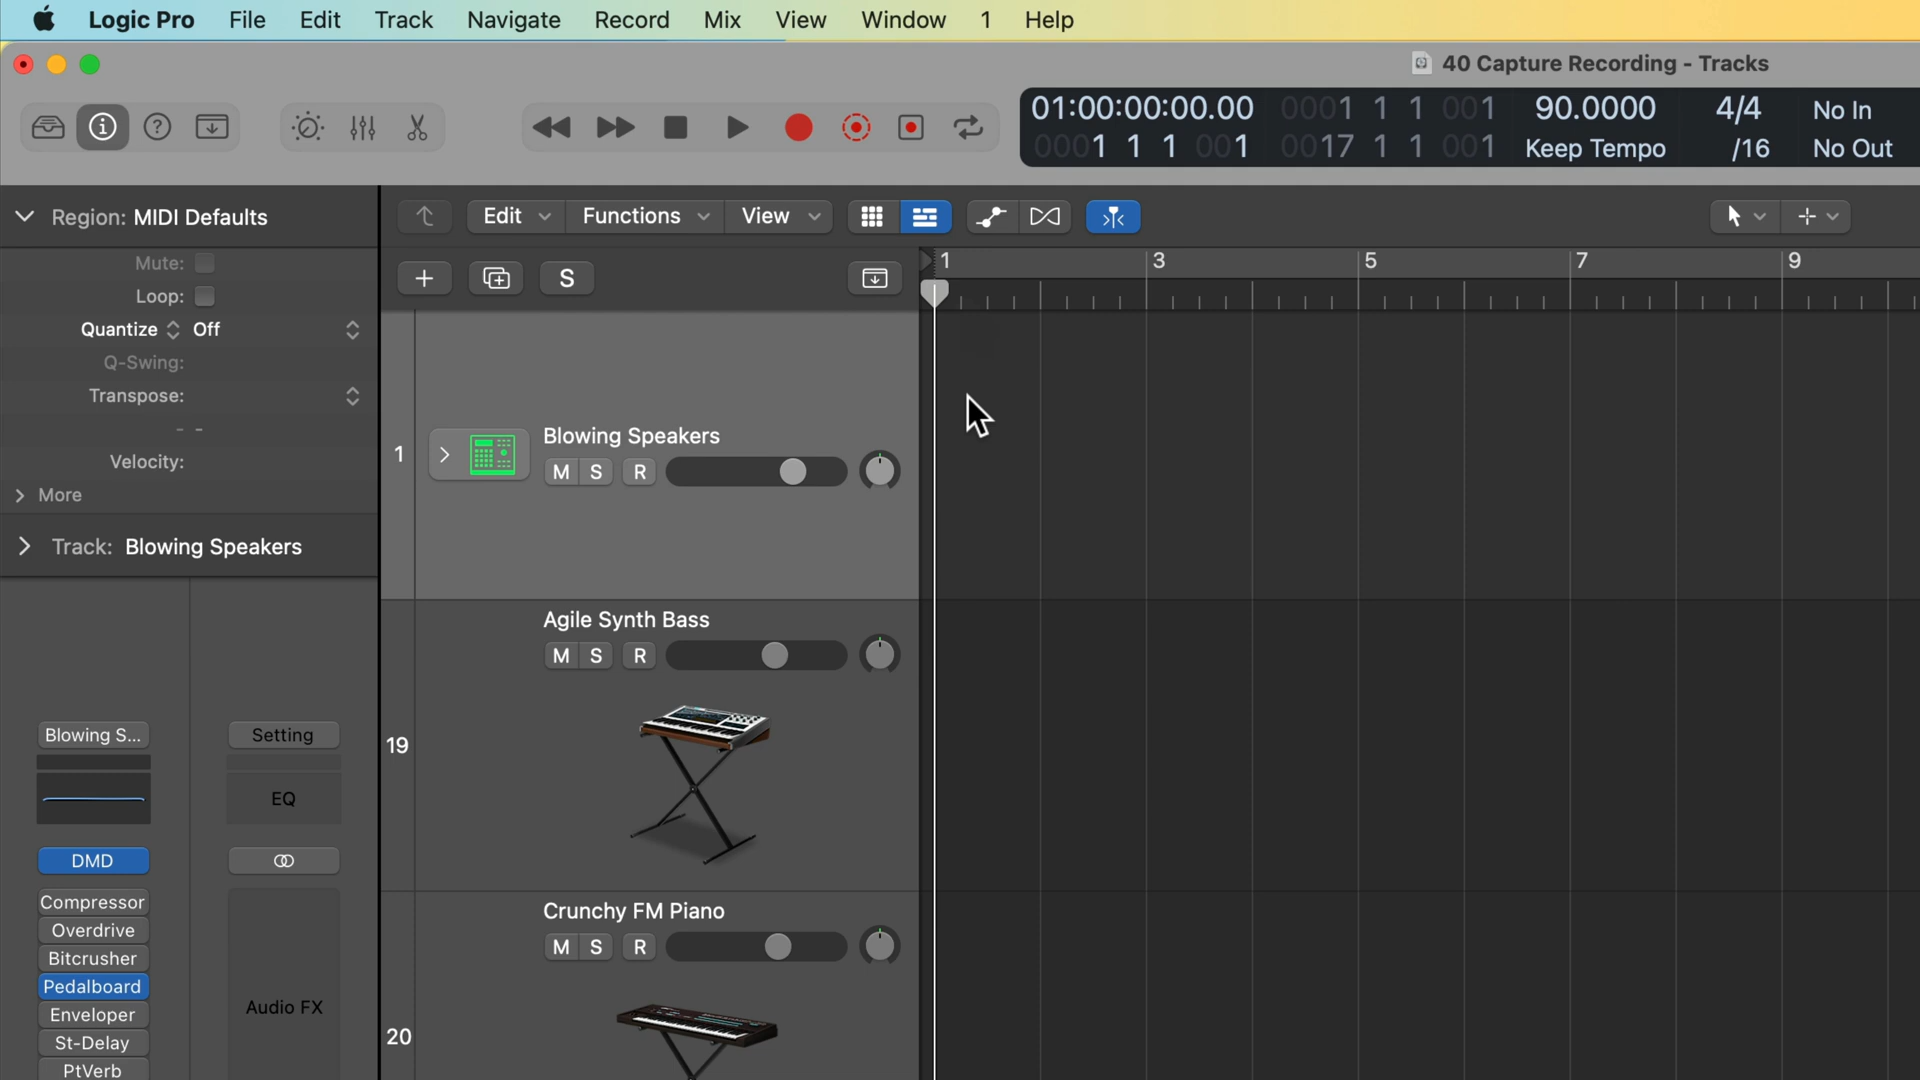 Logic Pro File Edit Track Navigate Record Mix View Window 1 Help
40 Capture Recording - Tracks
01:00:00:00.00 0001 1 1 001 90.0000 4/4 No In
0001 1 1 001 0017 1 1 001 Keep Tempo /16 No Out
Region: MIDI Defaults
Edit Functions View
Mute:
Loop:
Quantize Off
Q-Swing:
Transpose:
- -
Velocity:
More
Track: Blowing Speakers
S
1 3 5 7 9
1
Blowing Speakers
M S R
19
Agile Synth Bass
M S R
20
Crunchy FM Piano
M S R
Blowing S...
DMD
Compressor
Overdrive
Bitcrusher
Pedalboard
Enveloper
St-Delay
PtVerb
Setting
EQ
Audio FX